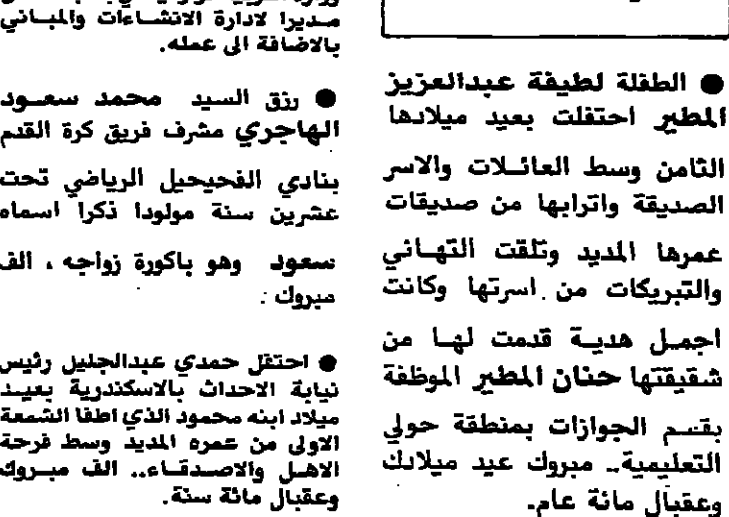 ● الطفلة لطيفة عبدالعزيز
المطير احتفلت بعيد ميلادها
الثامن وسط العائلات والاسر
الصديقة واترابها من صديقات
عمرها المديد وتلقت التهاني
والتبريكات من اسرتها وكانت
اجمل هدية قدمت لها من
شقيقتها حنان المطير الموظفة
بقسم الجوازات بمنطقة حولي
التعليمية.. مبروك عيد ميلادك
وعقبال مائة عام.
مديرا لادارة الانشاءات والمباني
بالاضافة الى عمله.
● رزق السيد محمد سعود
الهاجري مشرف فريق كرة القدم
بنادي الفحيحيل الرياضي تحت
عشرين سنة مولودا ذكرا اسماه
سعود وهو باكورة زواجه ، الف
مبروك .
● احتفل حمدي عبدالجليل رئيس
نيابة الاحداث بالاسكندرية بعيد
ميلاد ابنه محمود الذي اطفا الشمعة
الاولى من عمره المديد وسط فرحة
الاهل والاصدقاء.. الف مبروك
وعقبال مائة سنة.